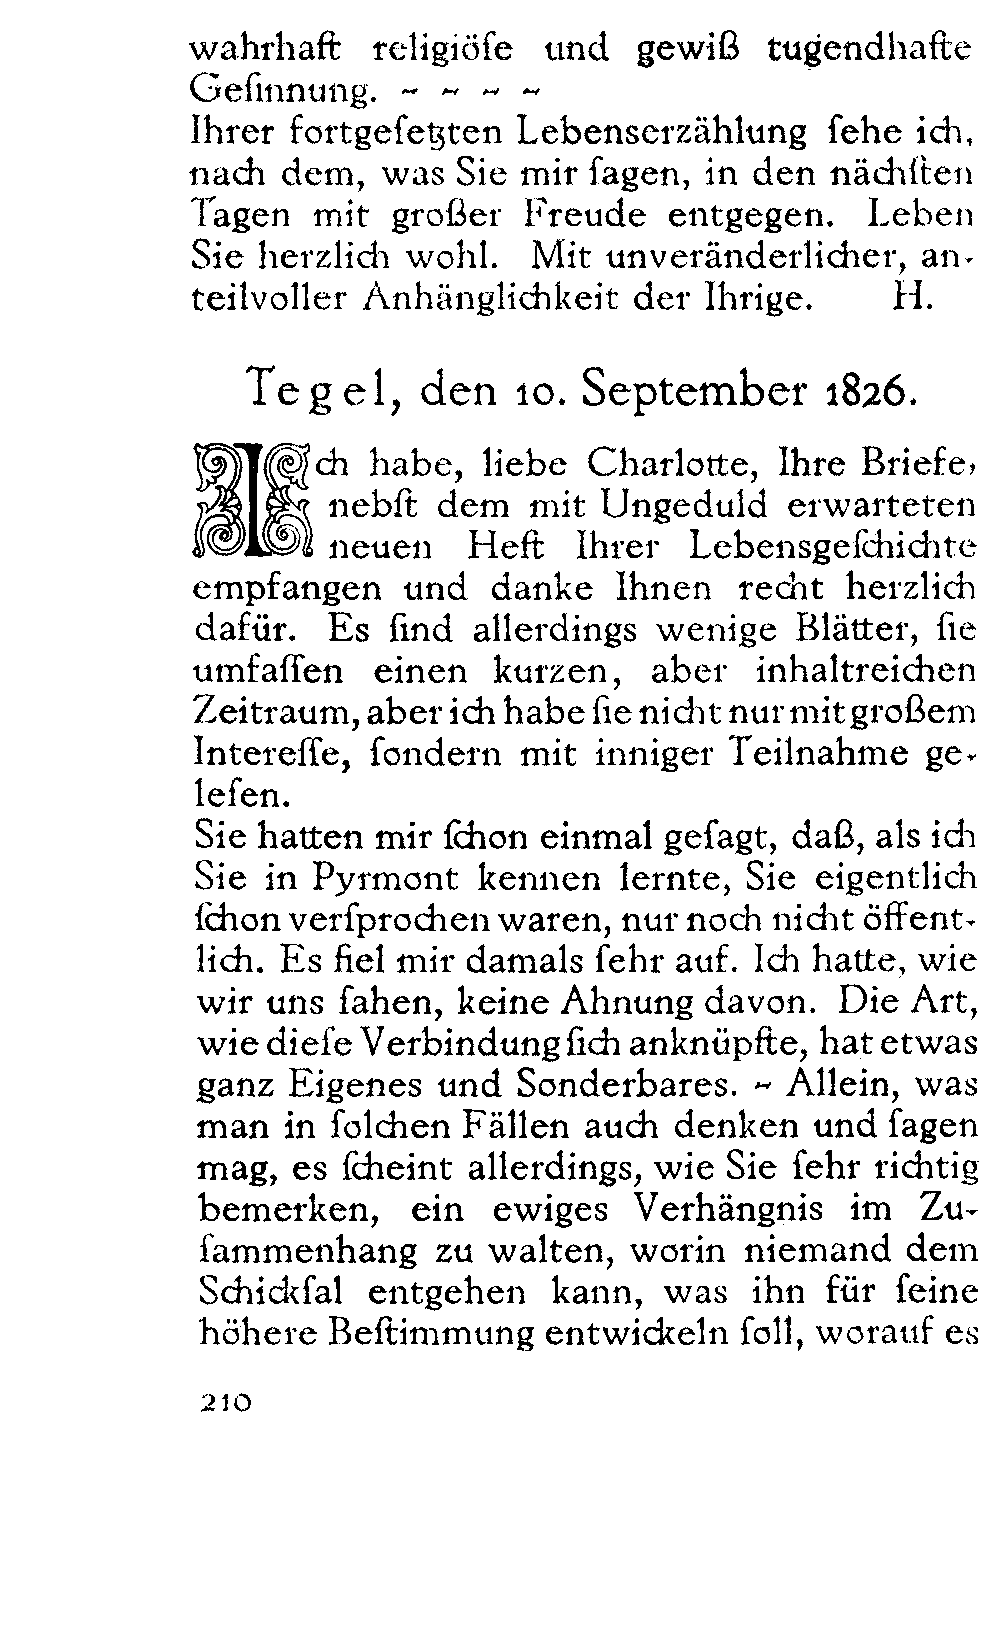 wahrhaft religiöſe und gewiß tugendhafte
Geſinnung. ~ ~ ~ ~
Ihrer fortgeſetzten Lebenserzählung ſehe ich,
nach dem, was Sie mir ſagen, in den nächſten
Tagen mit großer Freude entgegen. Leben
Sie herzlich wohl. Mit unveränderlicher, an-
teilvoller Anhänglichkeit der Ihrige. H.
Tegel, den 10. September 1826.
Ich habe, liebe Charlotte, Ihre Briefe,
nebſt dem mit Ungeduld erwarteten
neuen Heft Ihrer Lebensgeſchichte
empfangen und danke Ihnen recht herzlich
dafür. Es ſind allerdings wenige Blätter, ſie
umfaſſen einen kurzen, aber inhaltreichen
Zeitraum, aber ich habe ſie nicht nur mit großem
Intereſſe, ſondern mit inniger Teilnahme ge-
leſen.
Sie hatten mir ſchon einmal geſagt, daß, als ich
Sie in Pyrmont kennen lernte, Sie eigentlich
ſchon verſprochen waren, nur noch nicht öffent-
lich. Es fiel mir damals ſehr auf. Ich hatte, wie
wir uns ſahen, keine Ahnung davon. Die Art,
wie dieſe Verbindung ſich anknüpfte, hat etwas
ganz Eigenes und Sonderbares. ~ Allein, was
man in ſolchen Fällen auch denken und ſagen
mag, es ſcheint allerdings, wie Sie ſehr richtig
bemerken, ein ewiges Verhängnis im Zu-
ſammenhang zu walten, worin niemand dem
Schickſal entgehen kann, was ihn für ſeine
höhere Beſtimmung entwickeln ſoll, worauf es
210